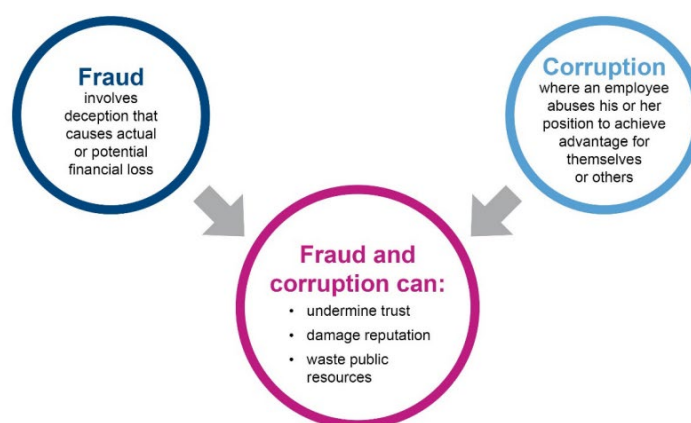 Fraud
involves
deception that
causes actual
or potential
financial loss
Corruption
where an employee
abuses his or her
position to achieve
advantage for
themselves
or others
Fraud and
corruption can:
• undermine trust
• damage reputation
• waste public
resources